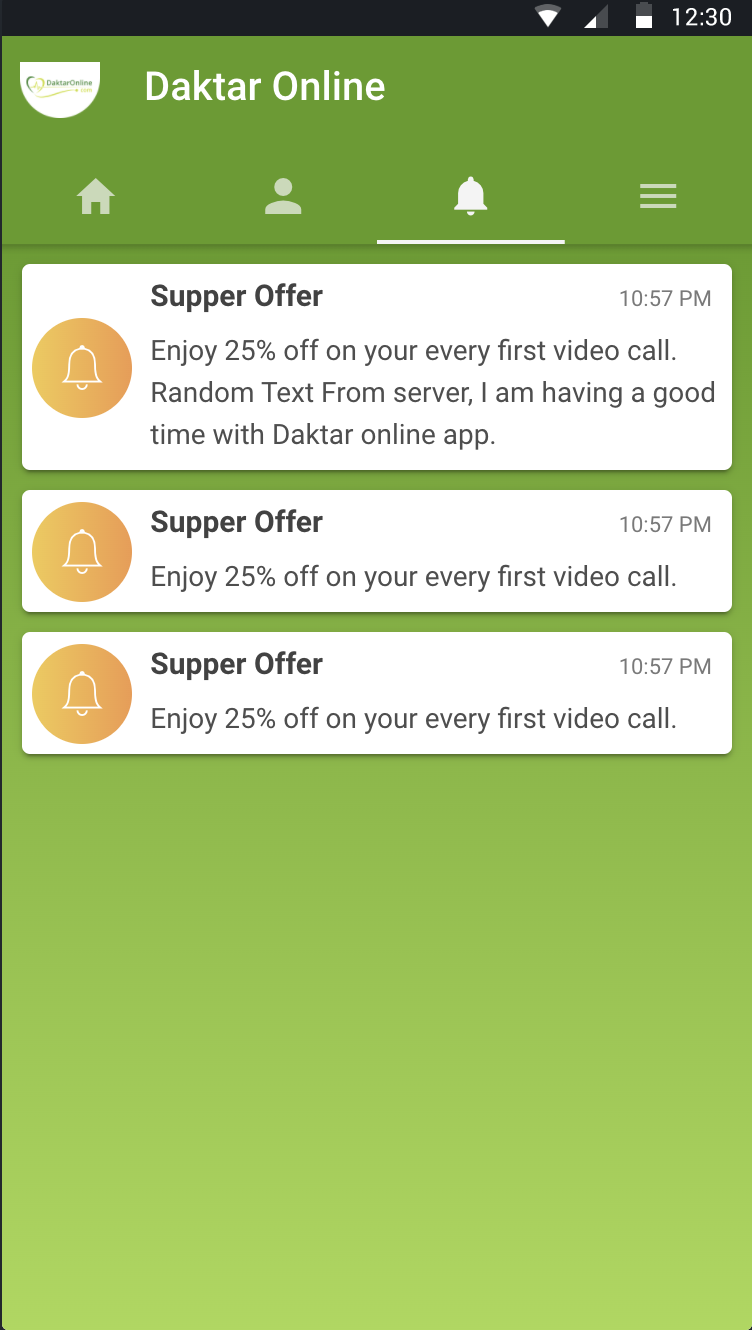 12:30
DaktarOnline
Daktar Online
Supper Offer
10:57 PM
Enjoy 25% off on your every first video call.
Random Text From server, I am having a good
time with Daktar online app.
Supper Offer
10:57 PM
Enjoy 25% off on your every first video call.
Supper Offer
10:57 PM
Enjoy 25% off on your every first video call.